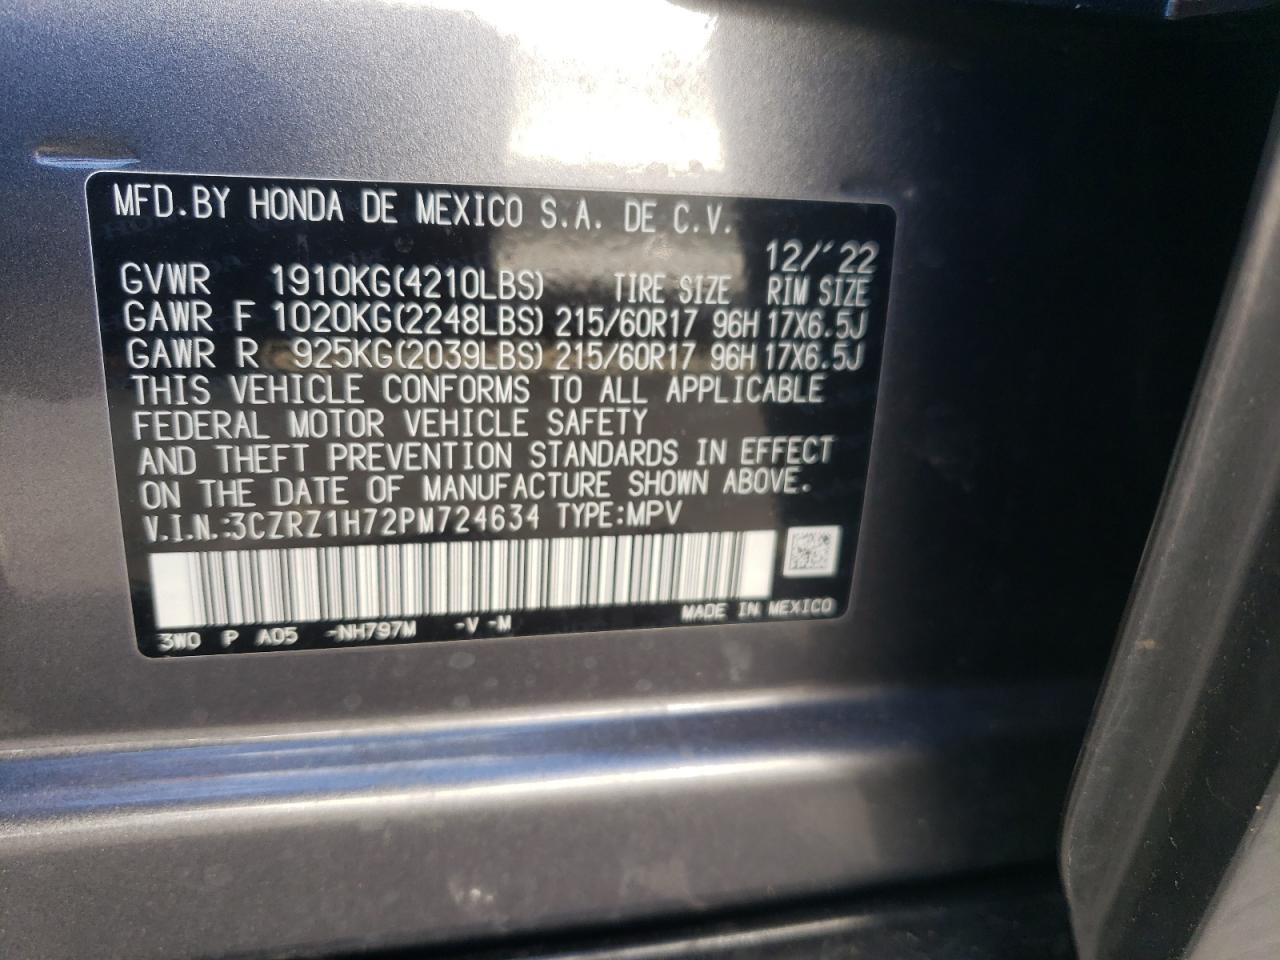 MFD.BY HONDA DE MEXICO S.A. DE C.V.
12/´22
GVWR 1910KG(4210LBS) TIRE SIZE RIM SIZE
GAWR F 1020KG(2248LBS) 215/60R17 96H 17X6.5J
GAWR R 925KG(2039LBS) 215/60R17 96H 17X6.5J
THIS VEHICLE CONFORMS TO ALL APPLICABLE
FEDERAL MOTOR VEHICLE SAFETY
AND THEFT PREVENTION STANDARDS IN EFFECT
ON THE DATE OF MANUFACTURE SHOWN ABOVE.
V.I.N.:3CZRZ1H72PM724634 TYPE:MPV
MADE IN MEXICO
3W0 P A05 -NH797M -V -M